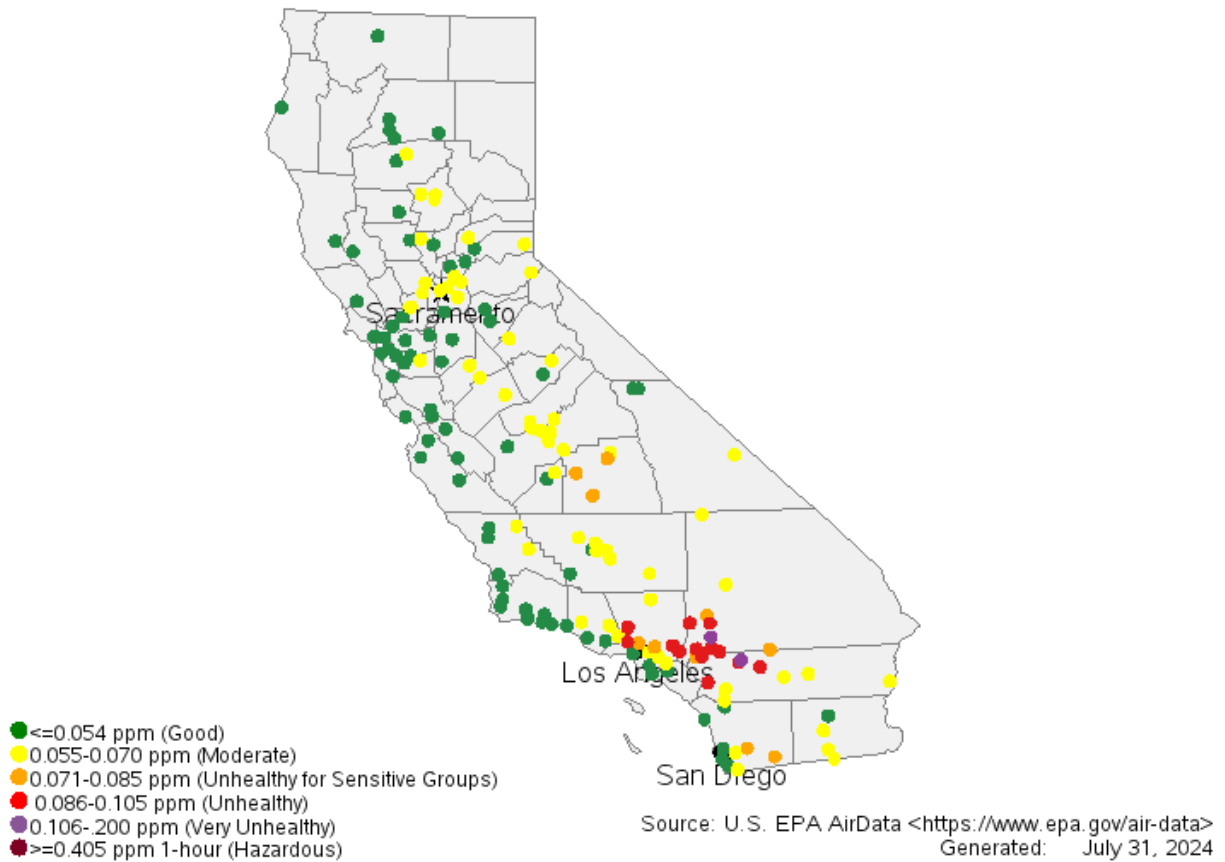 Sacramento
Los Angeles
San Diego
<=0.054 ppm (Good)
0.055-0.070 ppm (Moderate)
0.071-0.085 ppm (Unhealthy for Sensitive Groups)
0.086-0.105 ppm (Unhealthy)
0.106-.200 ppm (Very Unhealthy)
>=0.405 ppm 1-hour (Hazardous)
Source: U.S. EPA AirData <https://www.epa.gov/air-data>
Generated: July 31, 2024